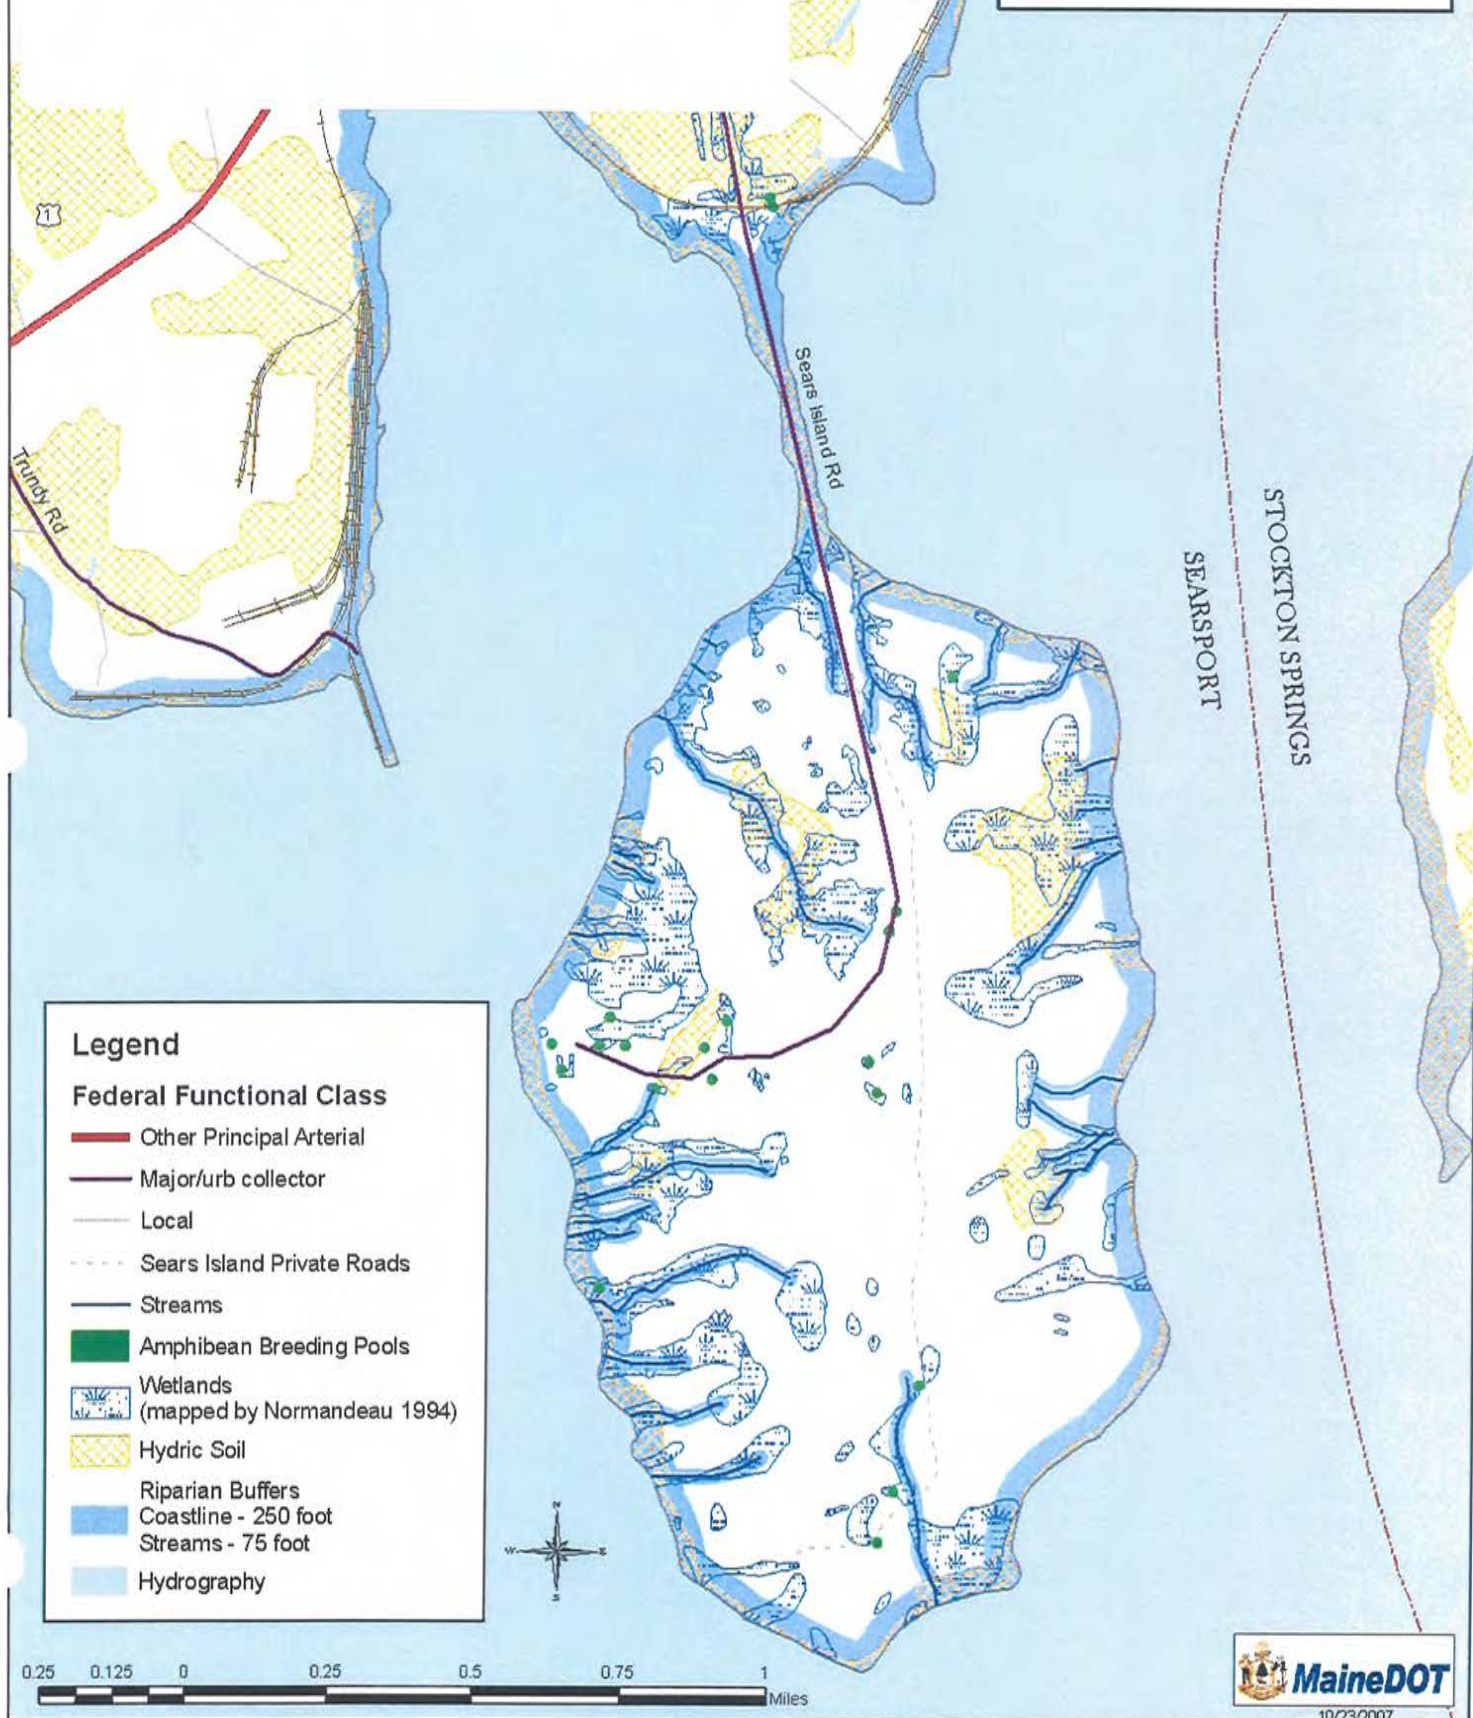 1
Sears Island Rd
Trundy Rd
STOCKTON SPRINGS
SEARSPORT
Legend
Federal Functional Class
Other Principal Arterial
Major/urb collector
Local
Sears Island Private Roads
Streams
Amphibean Breeding Pools
Wetlands
(mapped by Normandeau 1994)
Hydric Soil
Riparian Buffers
Coastline - 250 foot
Streams - 75 foot
Hydrography
N
W E
S
0.25 0.125 0 0.25 0.5 0.75 1
Miles
MaineDOT
10/23/2007